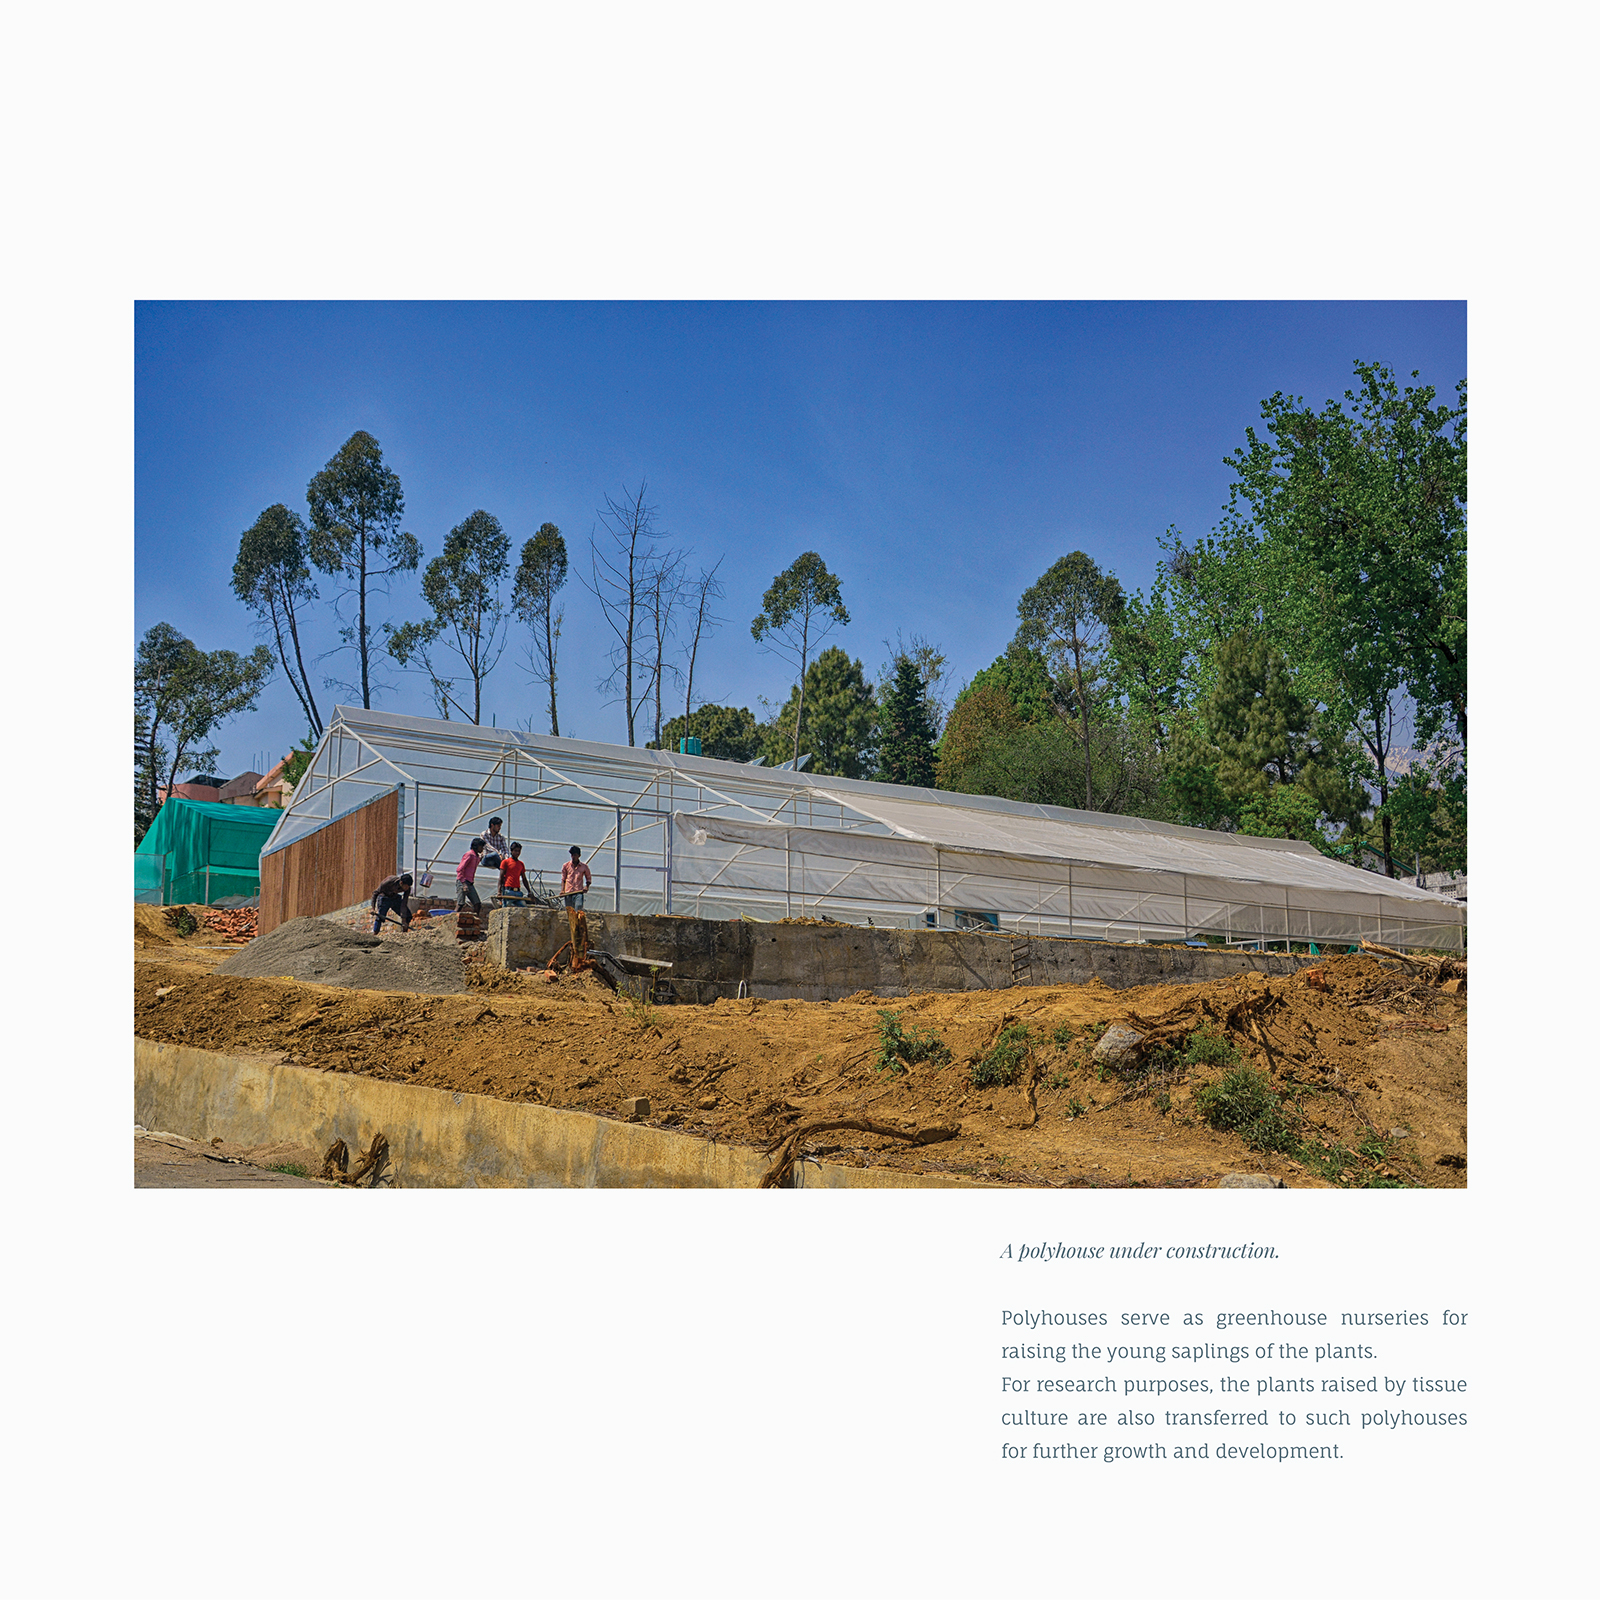 A polyhouse under construction.
Polyhouses serve as greenhouse nurseries for
raising the young saplings of the plants.
For research purposes, the plants raised by tissue
culture are also transferred to such polyhouses
for further growth and development.